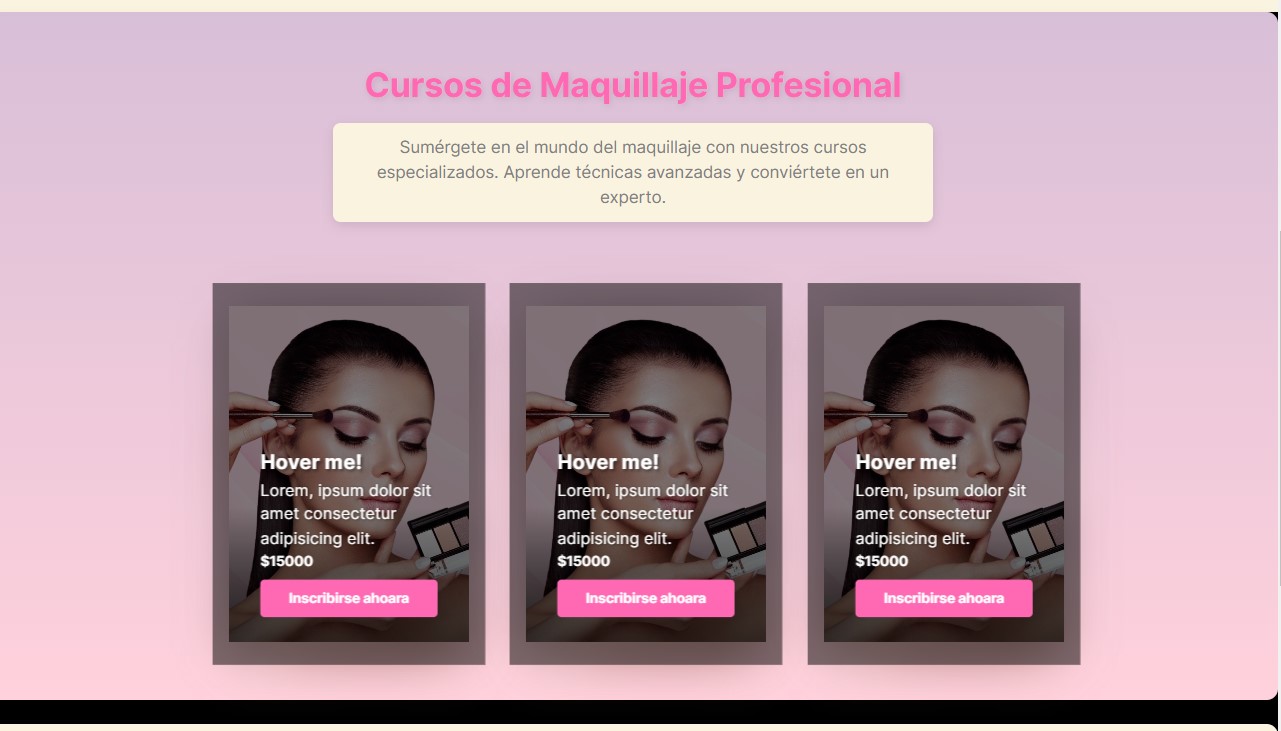 Cursos de Maquillaje Profesional
Sumérgete en el mundo del maquillaje con nuestros cursos
especializados. Aprende técnicas avanzadas y conviértete en un
experto.
Hover me!
Lorem, ipsum dolor sit
amet consectetur
adipisicing elit.
$15000
Inscribirse ahoara
Hover me!
Lorem, ipsum dolor sit
amet consectetur
adipisicing elit.
$15000
Inscribirse ahoara
Hover me!
Lorem, ipsum dolor sit
amet consectetur
adipisicing elit.
$15000
Inscribirse ahoara